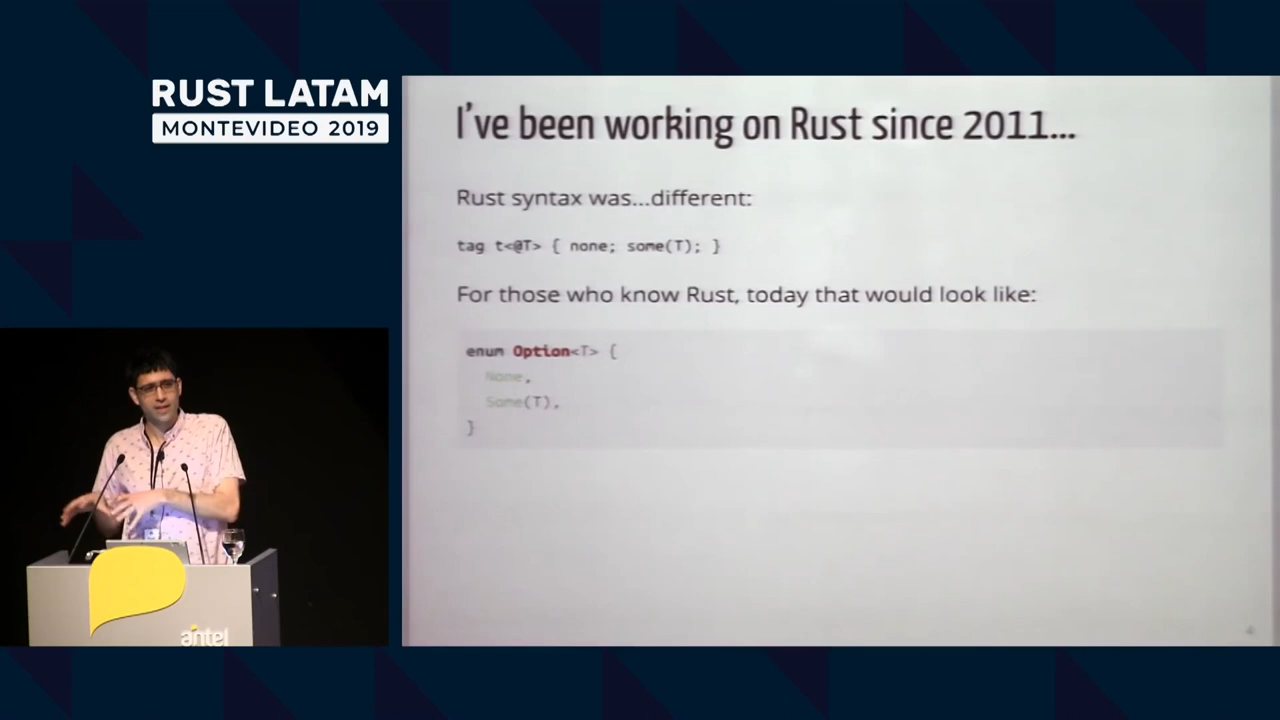 RUST LATAM
MONTEVIDEO 2019
I've been working on Rust since 2011...
Rust syntax was...different:
tag t<@T> { none; some(T); }
For those who know Rust, today that would look like:
enum Option<T> {
None,
Some(T),
}
4
antel